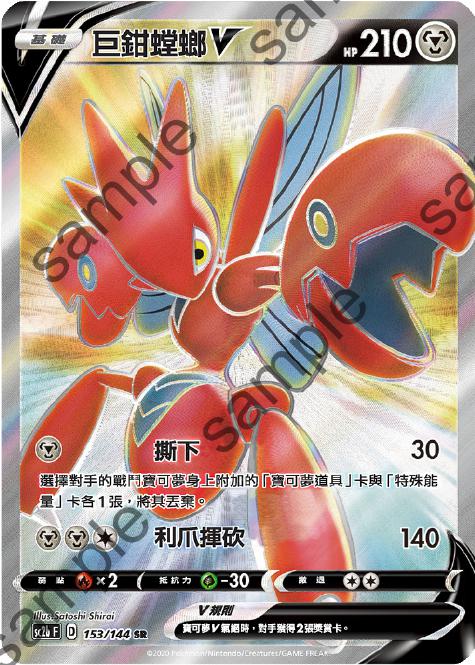 基礎 巨鉗螳螂V HP 210
撕下 30
選擇對手的戰鬥寶可夢身上附加的「寶可夢道具」卡與「特殊能
量」卡各1張,將其丟棄。
利爪揮砍 140
弱點 ×2 抵抗力 -30 撤退
Illus. Satoshi Shirai
sc2b F D 153/144 SR
V規則
寶可夢V氣絕時,對手獲得2張獎賞卡。
©2020 Pokémon/Nintendo/Creatures/GAME FREAK
sample
sample
sample
sample
sample
sample